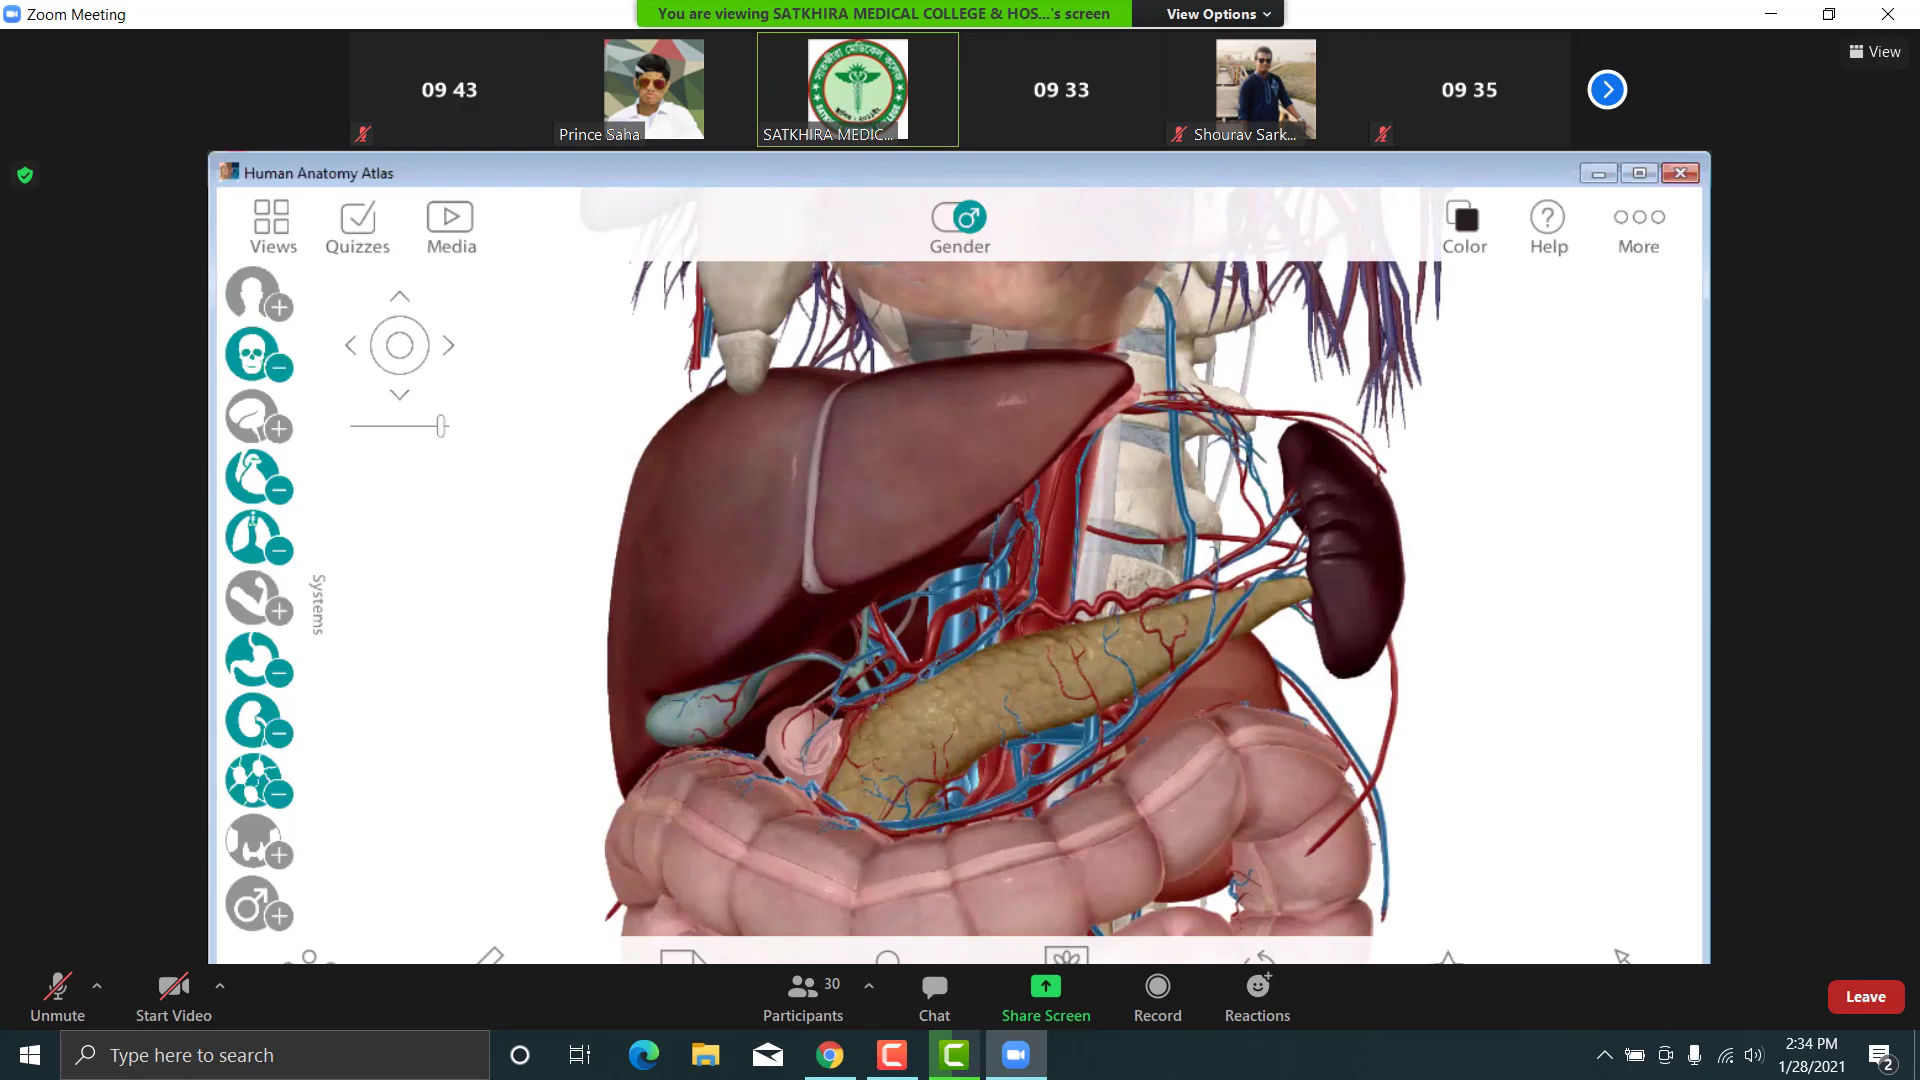 Zoom Meeting
You are viewing SATKHIRA MEDICAL COLLEGE & HOS...'s screen
View Options
View
09 43
Prince Saha
সাতক্ষীরা মেডিকেল কলেজ
SATKHIRA MEDIC...
09 33
Shourav Sark...
09 35
Human Anatomy Atlas
Views
Quizzes
Media
Gender
Color
Help
More
Systems
Unmute
Start Video
30
Participants
Chat
Share Screen
Record
Reactions
Leave
Type here to search
2:34 PM
1/28/2021
2